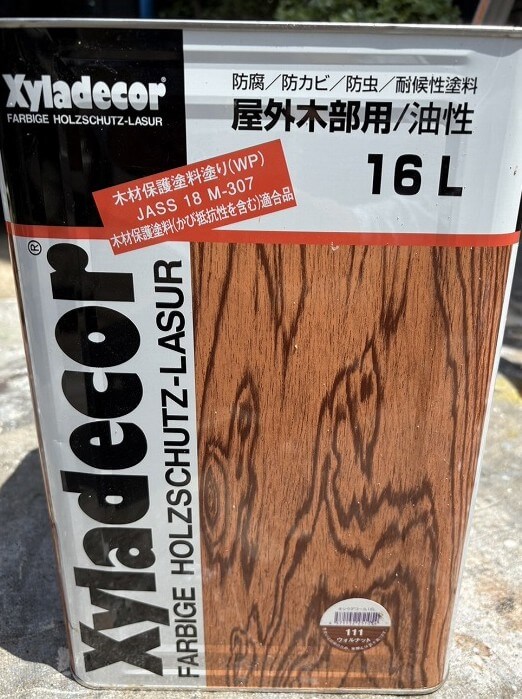 Xyladecor®
FARBIGE HOLZSCHUTZ-LASUR
防腐/防カビ/防虫/耐候性塗料
屋外木部用/油性
16L
木材保護塗料塗り(WP)
JASS 18 M-307
木材保護塗料(かび抵抗性を含む)適合品
Xyladecor®
FARBIGE HOLZSCHUTZ-LASUR
111
ウォルナット